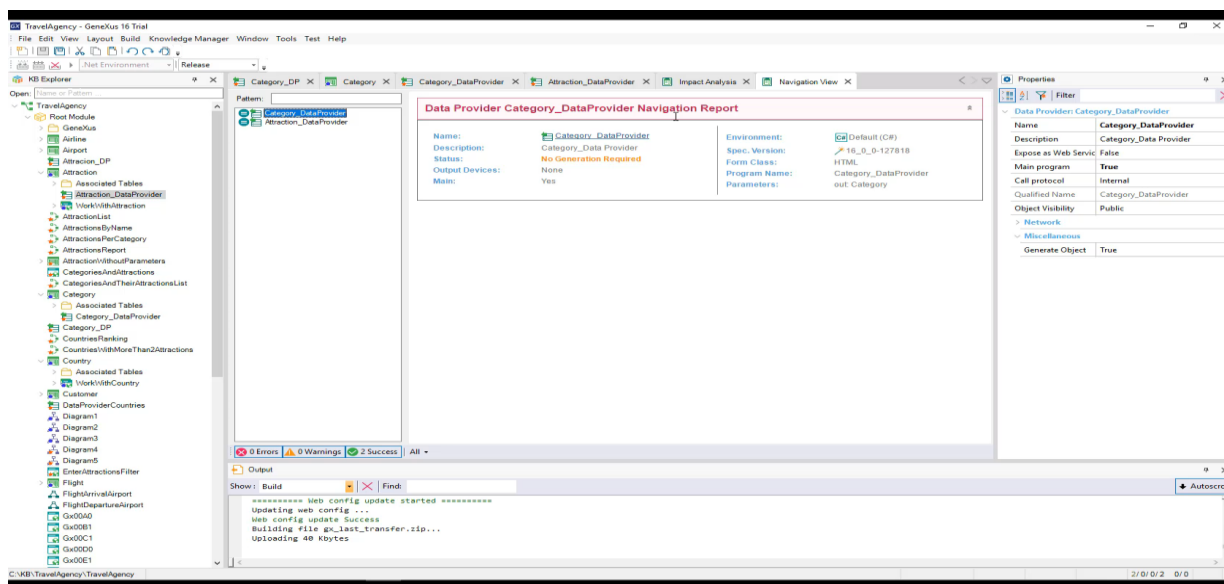 TravelAgency - GeneXus 16 Trial
File Edit View Layout Build Knowledge Manager Window Tools Test Help
.Net Environment Release
KB Explorer
Open: Name or Pattern
TravelAgency
Root Module
GeneXus
Airline
Airport
Attracion_DP
Attraction
Associated Tables
Attraction_DataProvider
WorkWithAttraction
AttractionList
AttractionsByName
AttractionsPerCategory
AttractionsReport
AttractionWithoutParameters
CategoriesAndAttractions
CategoriesAndTheirAttractionsList
Category
Associated Tables
Category_DataProvider
Category_DP
CountriesRanking
CountriesWithMoreThan2Attractions
Country
Associated Tables
WorkWithCountry
Customer
DataProviderCountries
Diagram1
Diagram2
Diagram3
Diagram4
Diagram5
EnterAttractionsFilter
Flight
FlightArrivalAirport
FlightDepartureAirport
Gx00A0
Gx00B1
Gx00C1
Gx00D0
Gx00E1
Category_DP Category Category_DataProvider Attraction_DataProvider Impact Analysis Navigation View
Pattern:
Category_DataProvider
Attraction_DataProvider
Data Provider Category_DataProvider Navigation Report
Name: Category_DataProvider
Description: Category_Data Provider
Status: No Generation Required
Output Devices: None
Main: Yes
Environment: Default (C#)
Spec. Version: 16_0_0-127818
Form Class: HTML
Program Name: Category_DataProvider
Parameters: out: Category
0 Errors 0 Warnings 2 Success All
Output
Show: Build Find:
========== Web config update started ==========
Updating web config ...
Web config update Success
Building file gx_last_transfer.zip...
Uploading 40 Kbytes
Autoscro
Properties
Filter
Data Provider: Category_DataProvider
Name Category_DataProvider
Description Category_Data Provider
Expose as Web Servic False
Main program True
Call protocol Internal
Qualified Name Category_DataProvider
Object Visibility Public
Network
Miscellaneous
Generate Object True
C:\KB\TravelAgency\TravelAgency 2/0/0/2 0/0